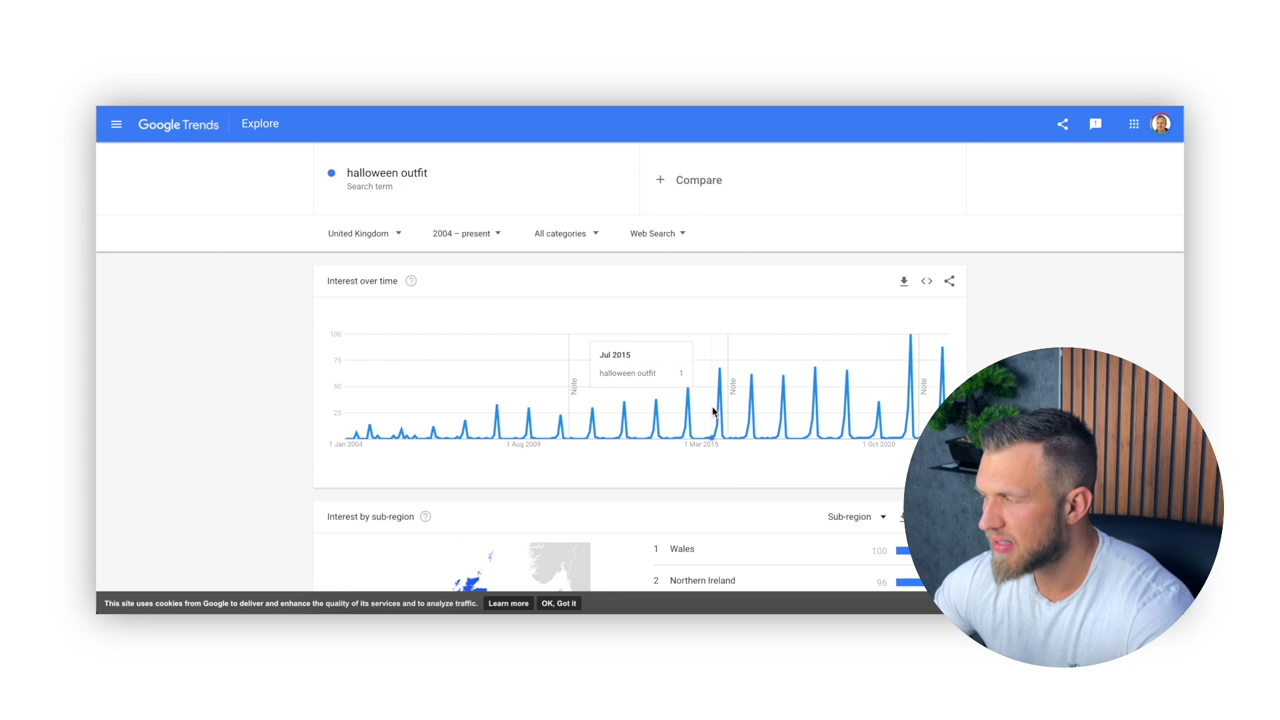 Google Trends Explore
halloween outfit
Search term
+ Compare
United Kingdom 2004 – present All categories Web Search
Interest over time
100
75
50
25
Note
Note
Note
Jul 2015
halloween outfit 1
1 Jan 2004 1 Aug 2009 1 Mar 2015 1 Oct 2020
Interest by sub-region Sub-region
1 Wales 100
2 Northern Ireland 96
This site uses cookies from Google to deliver and enhance the quality of its services and to analyze traffic. Learn more OK, Got it